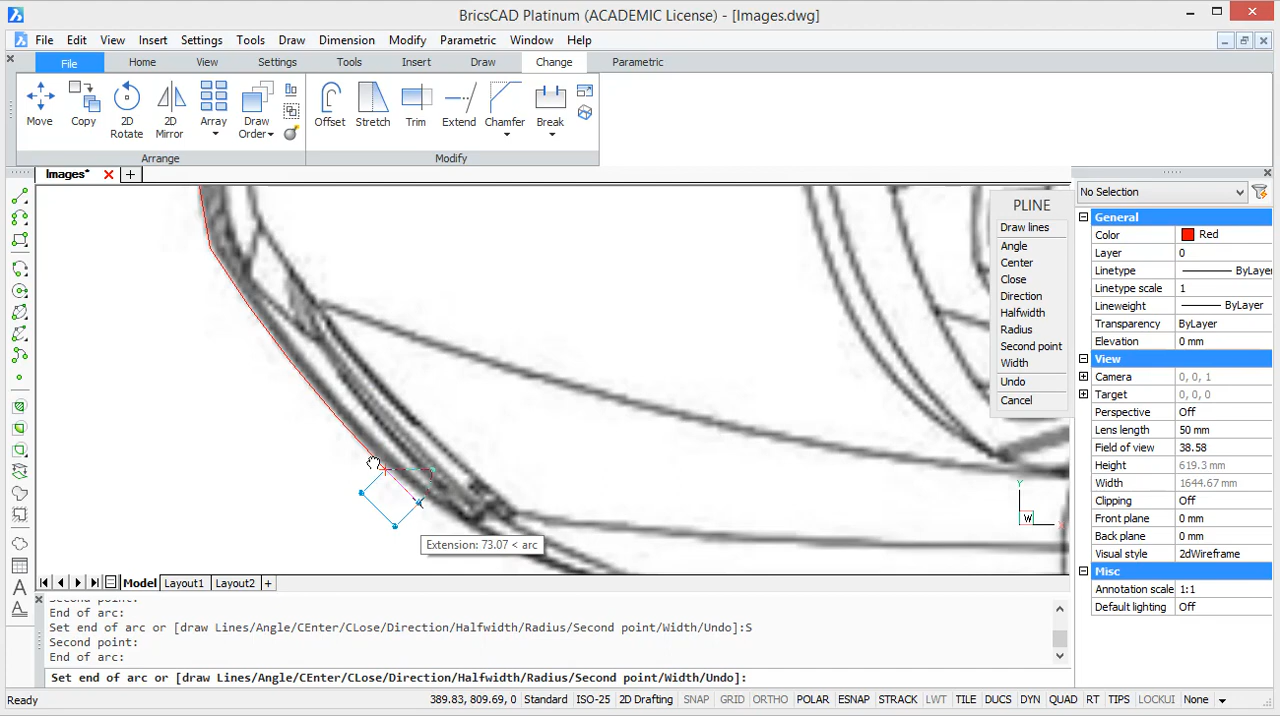 BricsCAD Platinum (ACADEMIC License) - [Images.dwg]
File Edit View Insert Settings Tools Draw Dimension Modify Parametric Window Help
File Home View Settings Tools Insert Draw Change Parametric
Move Copy 2D Rotate 2D Mirror Array Draw Order Offset Stretch Trim Extend Chamfer Break
Arrange Modify
Images*
PLINE
Draw lines
Angle
Center
Close
Direction
Halfwidth
Radius
Second point
Width
Undo
Cancel
Y
W
Extension: 73.07 < arc
No Selection
General
Color Red
Layer 0
Linetype ByLayer
Linetype scale 1
Lineweight ByLayer
Transparency ByLayer
Elevation 0 mm
View
Camera 0, 0, 1
Target 0, 0, 0
Perspective Off
Lens length 50 mm
Field of view 38.58
Height 619.3 mm
Width 1644.67 mm
Clipping Off
Front plane 0 mm
Back plane 0 mm
Visual style 2dWireframe
Misc
Annotation scale 1:1
Default lighting Off
Model Layout1 Layout2
Second point:
End of arc:
Set end of arc or [draw Lines/Angle/CEnter/CLose/Direction/Halfwidth/Radius/Second point/Width/Undo]:S
Second point:
End of arc:
Set end of arc or [draw Lines/Angle/CEnter/CLose/Direction/Halfwidth/Radius/Second point/Width/Undo]:
Ready 389.83, 809.69, 0 Standard ISO-25 2D Drafting SNAP GRID ORTHO POLAR ESNAP STRACK LWT TILE DUCS DYN QUAD RT TIPS LOCKUI None